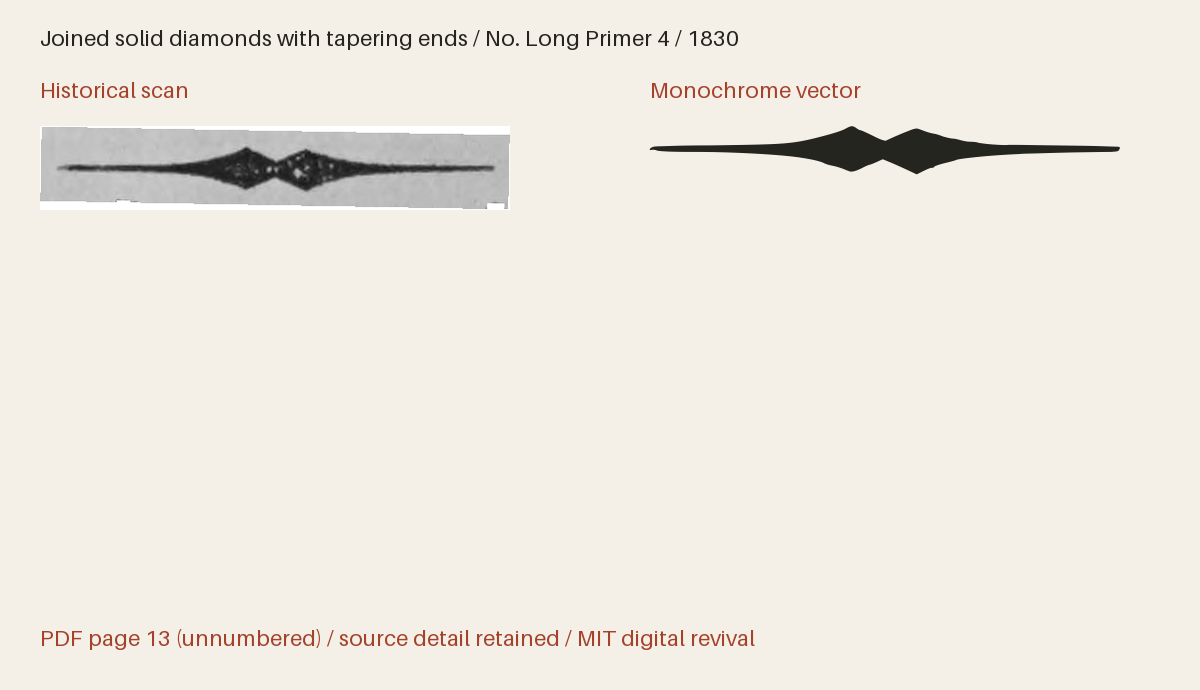 Joined solid diamonds with tapering ends / No. Long Primer 4 / 1830
Historical scan
Monochrome vector
PDF page 13 (unnumbered) / source detail retained / MIT digital revival